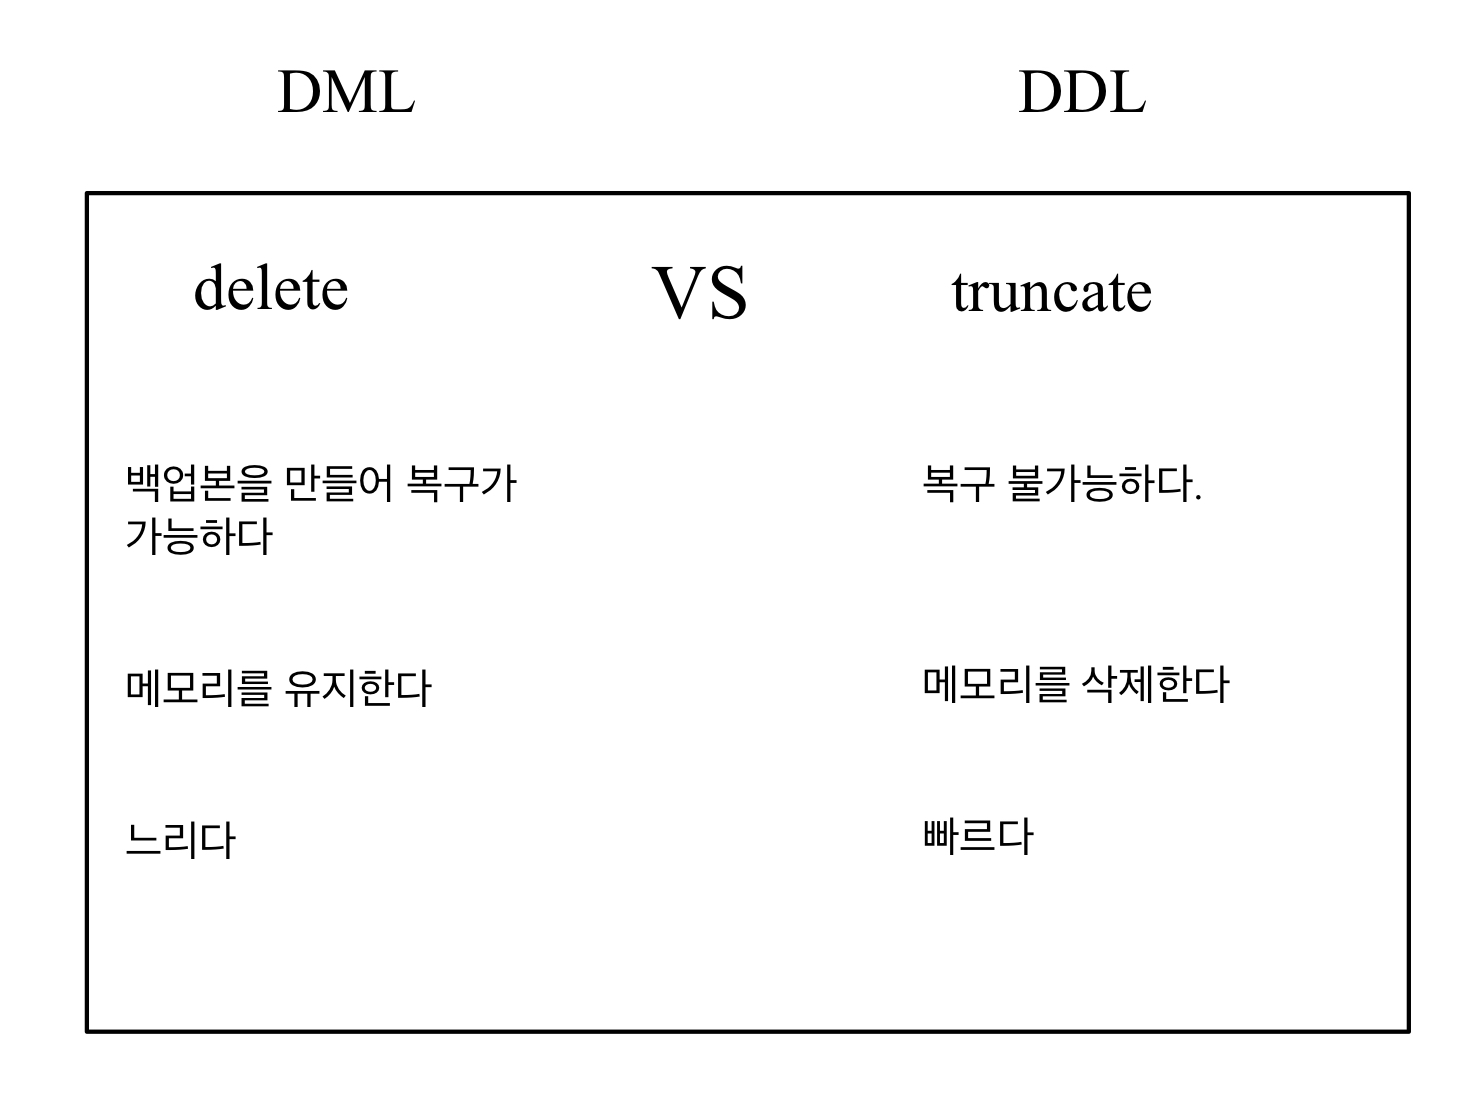 DML
DDL
delete
VS
truncate
백업본을 만들어 복구가
가능하다
복구 불가능하다.
메모리를 유지한다
메모리를 삭제한다
느리다
빠르다